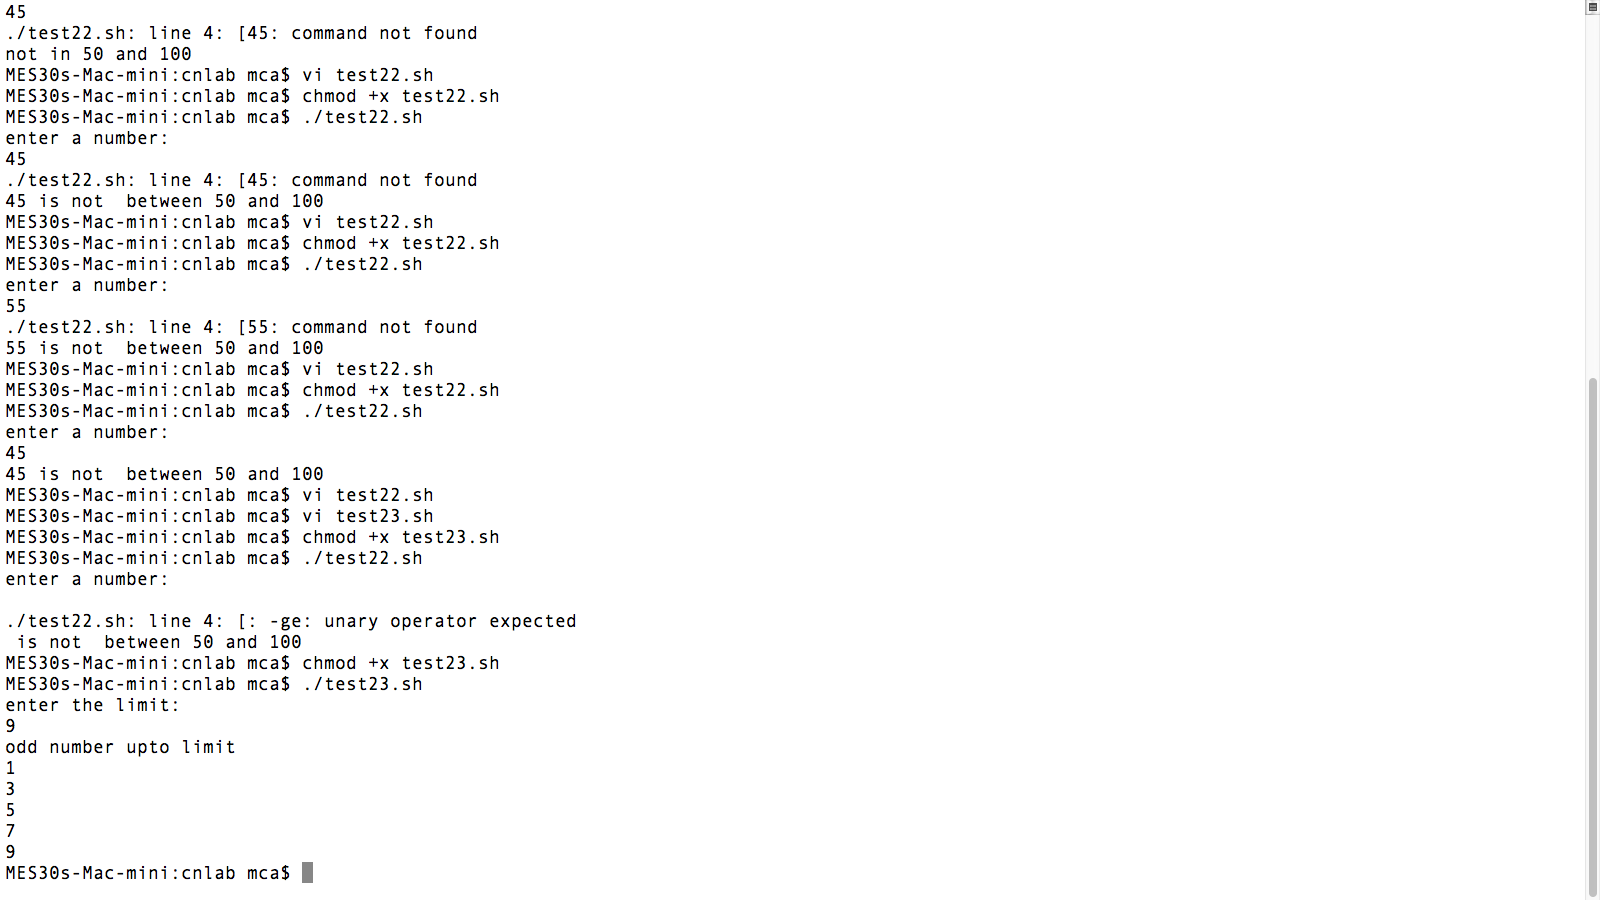 45
./test22.sh: line 4: [45: command not found
not in 50 and 100
MES30s-Mac-mini:cnlab mca$ vi test22.sh
MES30s-Mac-mini:cnlab mca$ chmod +x test22.sh
MES30s-Mac-mini:cnlab mca$ ./test22.sh
enter a number:
45
./test22.sh: line 4: [45: command not found
45 is not  between 50 and 100
MES30s-Mac-mini:cnlab mca$ vi test22.sh
MES30s-Mac-mini:cnlab mca$ chmod +x test22.sh
MES30s-Mac-mini:cnlab mca$ ./test22.sh
enter a number:
55
./test22.sh: line 4: [55: command not found
55 is not  between 50 and 100
MES30s-Mac-mini:cnlab mca$ vi test22.sh
MES30s-Mac-mini:cnlab mca$ chmod +x test22.sh
MES30s-Mac-mini:cnlab mca$ ./test22.sh
enter a number:
45
45 is not  between 50 and 100
MES30s-Mac-mini:cnlab mca$ vi test22.sh
MES30s-Mac-mini:cnlab mca$ vi test23.sh
MES30s-Mac-mini:cnlab mca$ chmod +x test23.sh
MES30s-Mac-mini:cnlab mca$ ./test22.sh
enter a number:

./test22.sh: line 4: [: -ge: unary operator expected
 is not  between 50 and 100
MES30s-Mac-mini:cnlab mca$ chmod +x test23.sh
MES30s-Mac-mini:cnlab mca$ ./test23.sh
enter the limit:
9
odd number upto limit
1
3
5
7
9
MES30s-Mac-mini:cnlab mca$